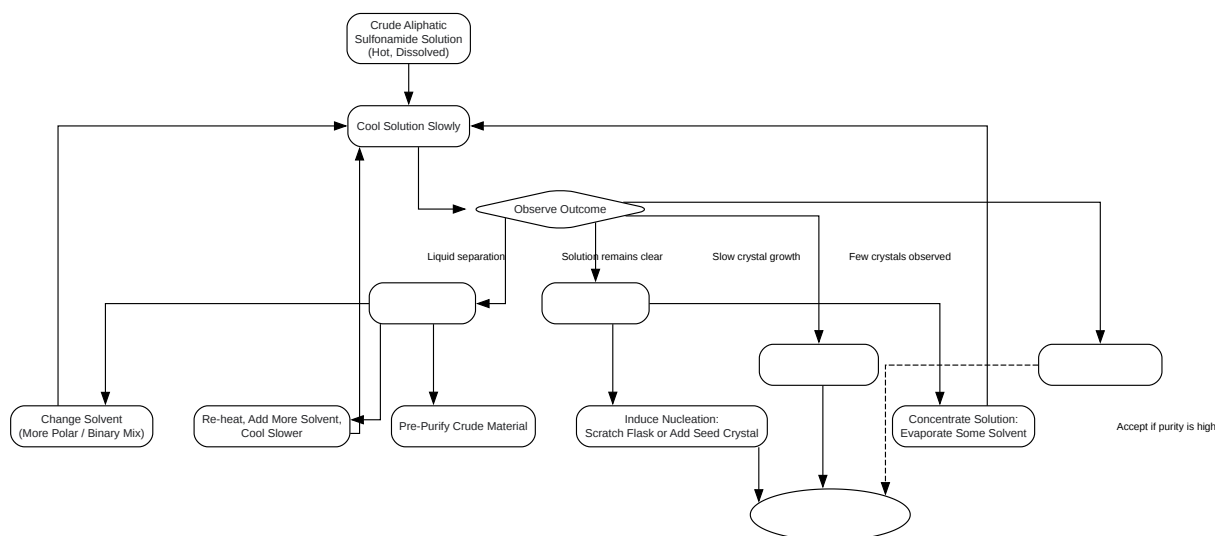 Crude Aliphatic
Sulfonamide Solution
(Hot, Dissolved)
Cool Solution Slowly
Observe Outcome
Liquid separation
Solution remains clear
Slow crystal growth
Few crystals observed
Change Solvent
(More Polar / Binary Mix)
Re-heat, Add More Solvent,
Cool Slower
Pre-Purify Crude Material
Induce Nucleation:
Scratch Flask or Add Seed Crystal
Concentrate Solution:
Evaporate Some Solvent
Accept if purity is high